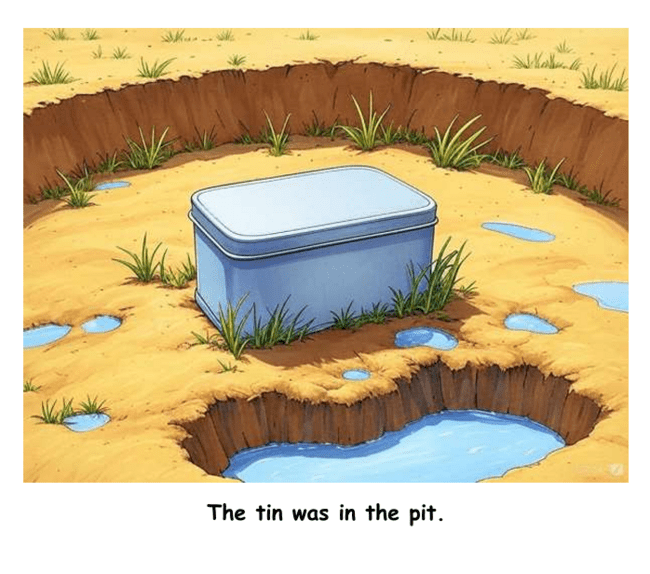 The tin was in the pit.